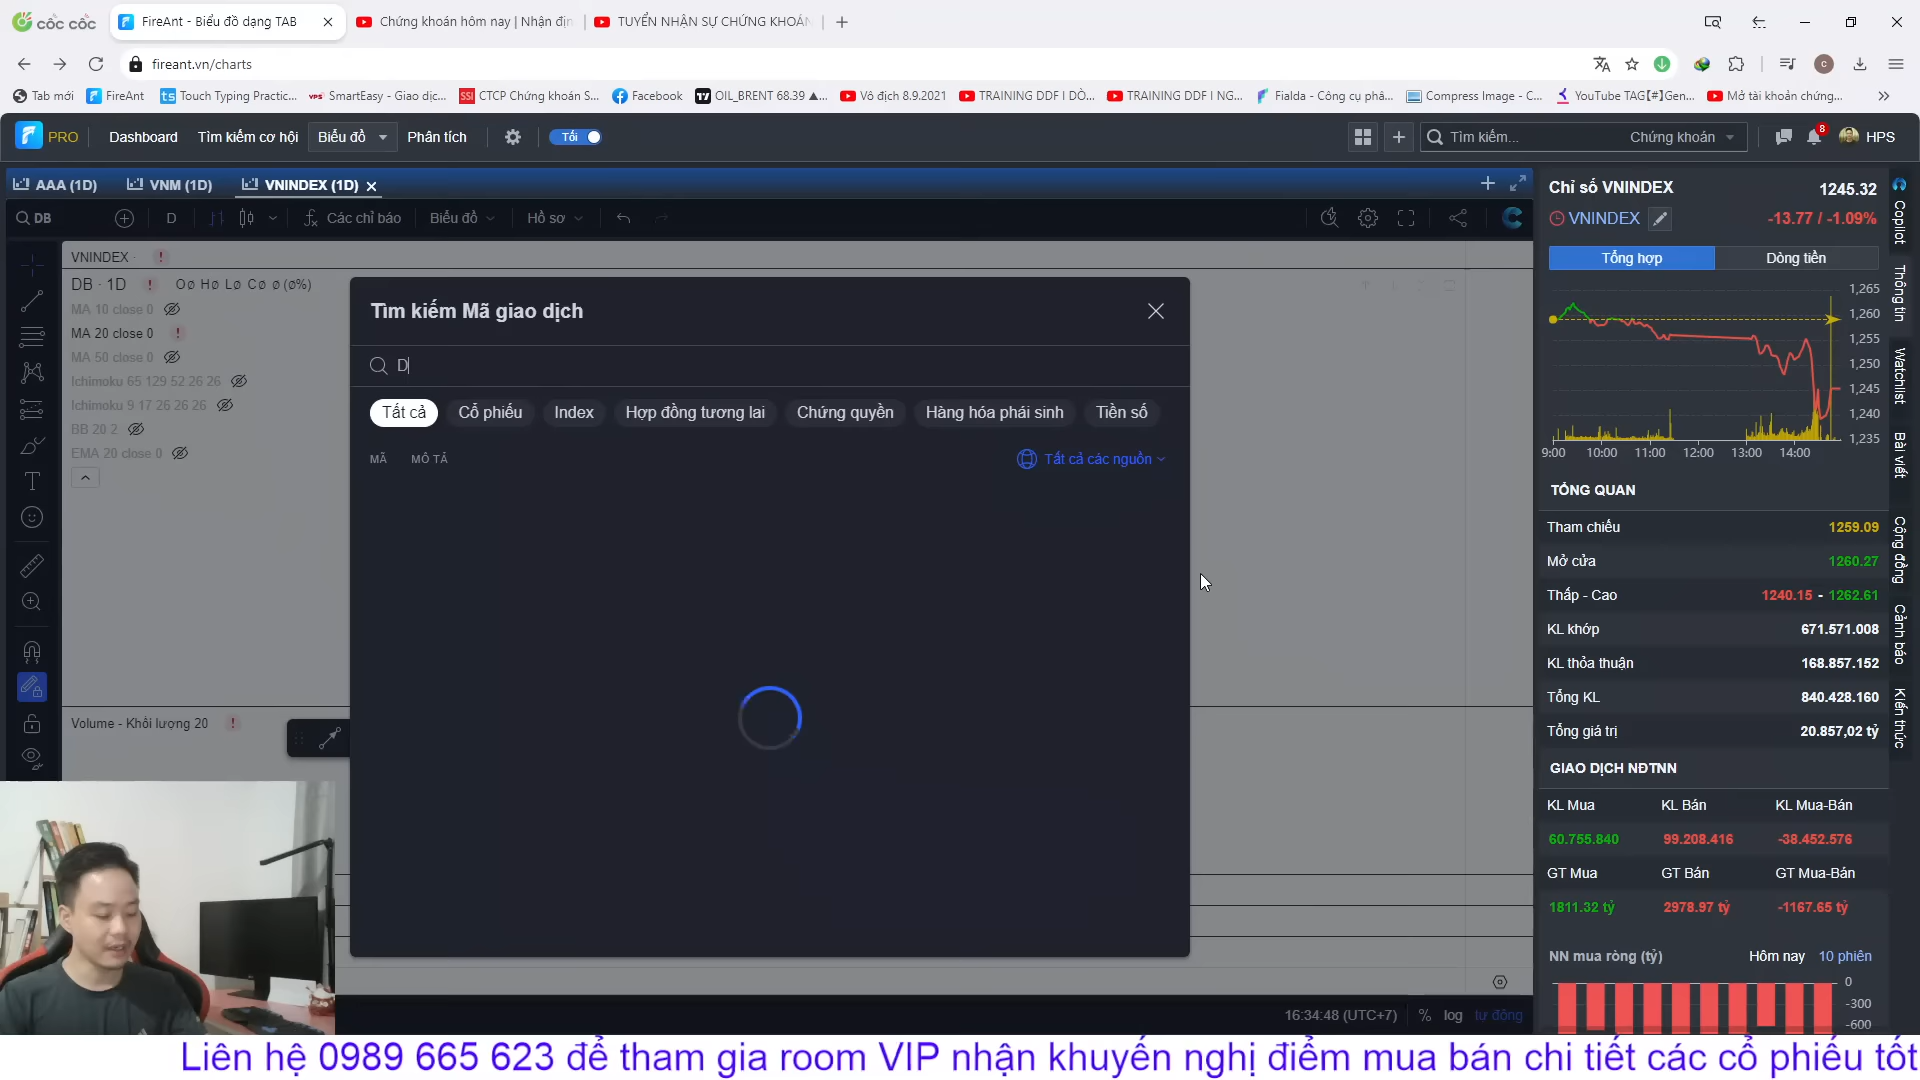 cốc cốc
FireAnt - Biểu đồ dạng TAB
Chứng khoán hôm nay | Nhận địn
TUYỂN NHẬN SỰ CHỨNG KHOÁN
fireant.vn/charts
Tab mới
FireAnt
Touch Typing Practic...
SmartEasy - Giao dịc...
CTCP Chứng khoán S...
Facebook
OIL_BRENT 68.39 ▲...
Vô địch 8.9.2021
TRAINING DDF I DÒ...
TRAINING DDF I NG...
Fialda - Công cụ phâ...
Compress Image - C...
YouTube TAG【#】Gen...
Mở tài khoản chứng...
PRO
Dashboard
Tìm kiếm cơ hội
Biểu đồ
Phân tích
Tối
Tìm kiếm...
Chứng khoán
8
HPS
AAA (1D)
VNM (1D)
VNINDEX (1D)
DB
D
Các chỉ báo
Biểu đồ
Hồ sơ
VNINDEX
DB · 1D
O∅ H∅ L∅ C∅ ∅ (∅%)
MA 10 close 0
MA 20 close 0
MA 50 close 0
Ichimoku 65 129 52 26 26
Ichimoku 9 17 26 26 26
BB 20 2
EMA 20 close 0
Volume - Khối lượng 20
Tìm kiếm Mã giao dịch
D
Tất cả
Cổ phiếu
Index
Hợp đồng tương lai
Chứng quyền
Hàng hóa phái sinh
Tiền số
MÃ
MÔ TẢ
Tất cả các nguồn
16:34:48 (UTC+7)
%
log
tự động
Chỉ số VNINDEX
1245.32
VNINDEX
-13.77 / -1.09%
Tổng hợp
Dòng tiền
1,265
1,260
1,255
1,250
1,245
1,240
1,235
9:00 10:00 11:00 12:00 13:00 14:00
TỔNG QUAN
Tham chiếu 1259.09
Mở cửa 1260.27
Thấp - Cao 1240.15 - 1262.61
KL khớp 671.571.008
KL thỏa thuận 168.857.152
Tổng KL 840.428.160
Tổng giá trị 20.857,02 tỷ
GIAO DỊCH NĐTNN
KL Mua KL Bán KL Mua-Bán
60.755.840 99.208.416 -38.452.576
GT Mua GT Bán GT Mua-Bán
1811.32 tỷ 2978.97 tỷ -1167.65 tỷ
NN mua ròng (tỷ) Hôm nay 10 phiên
0
-300
-600
Copilot
Thông tin
Watchlist
Bài viết
Cộng đồng
Cảnh báo
Kiến thức
Liên hệ 0989 665 623 để tham gia room VIP nhận khuyến nghị điểm mua bán chi tiết các cổ phiếu tốt